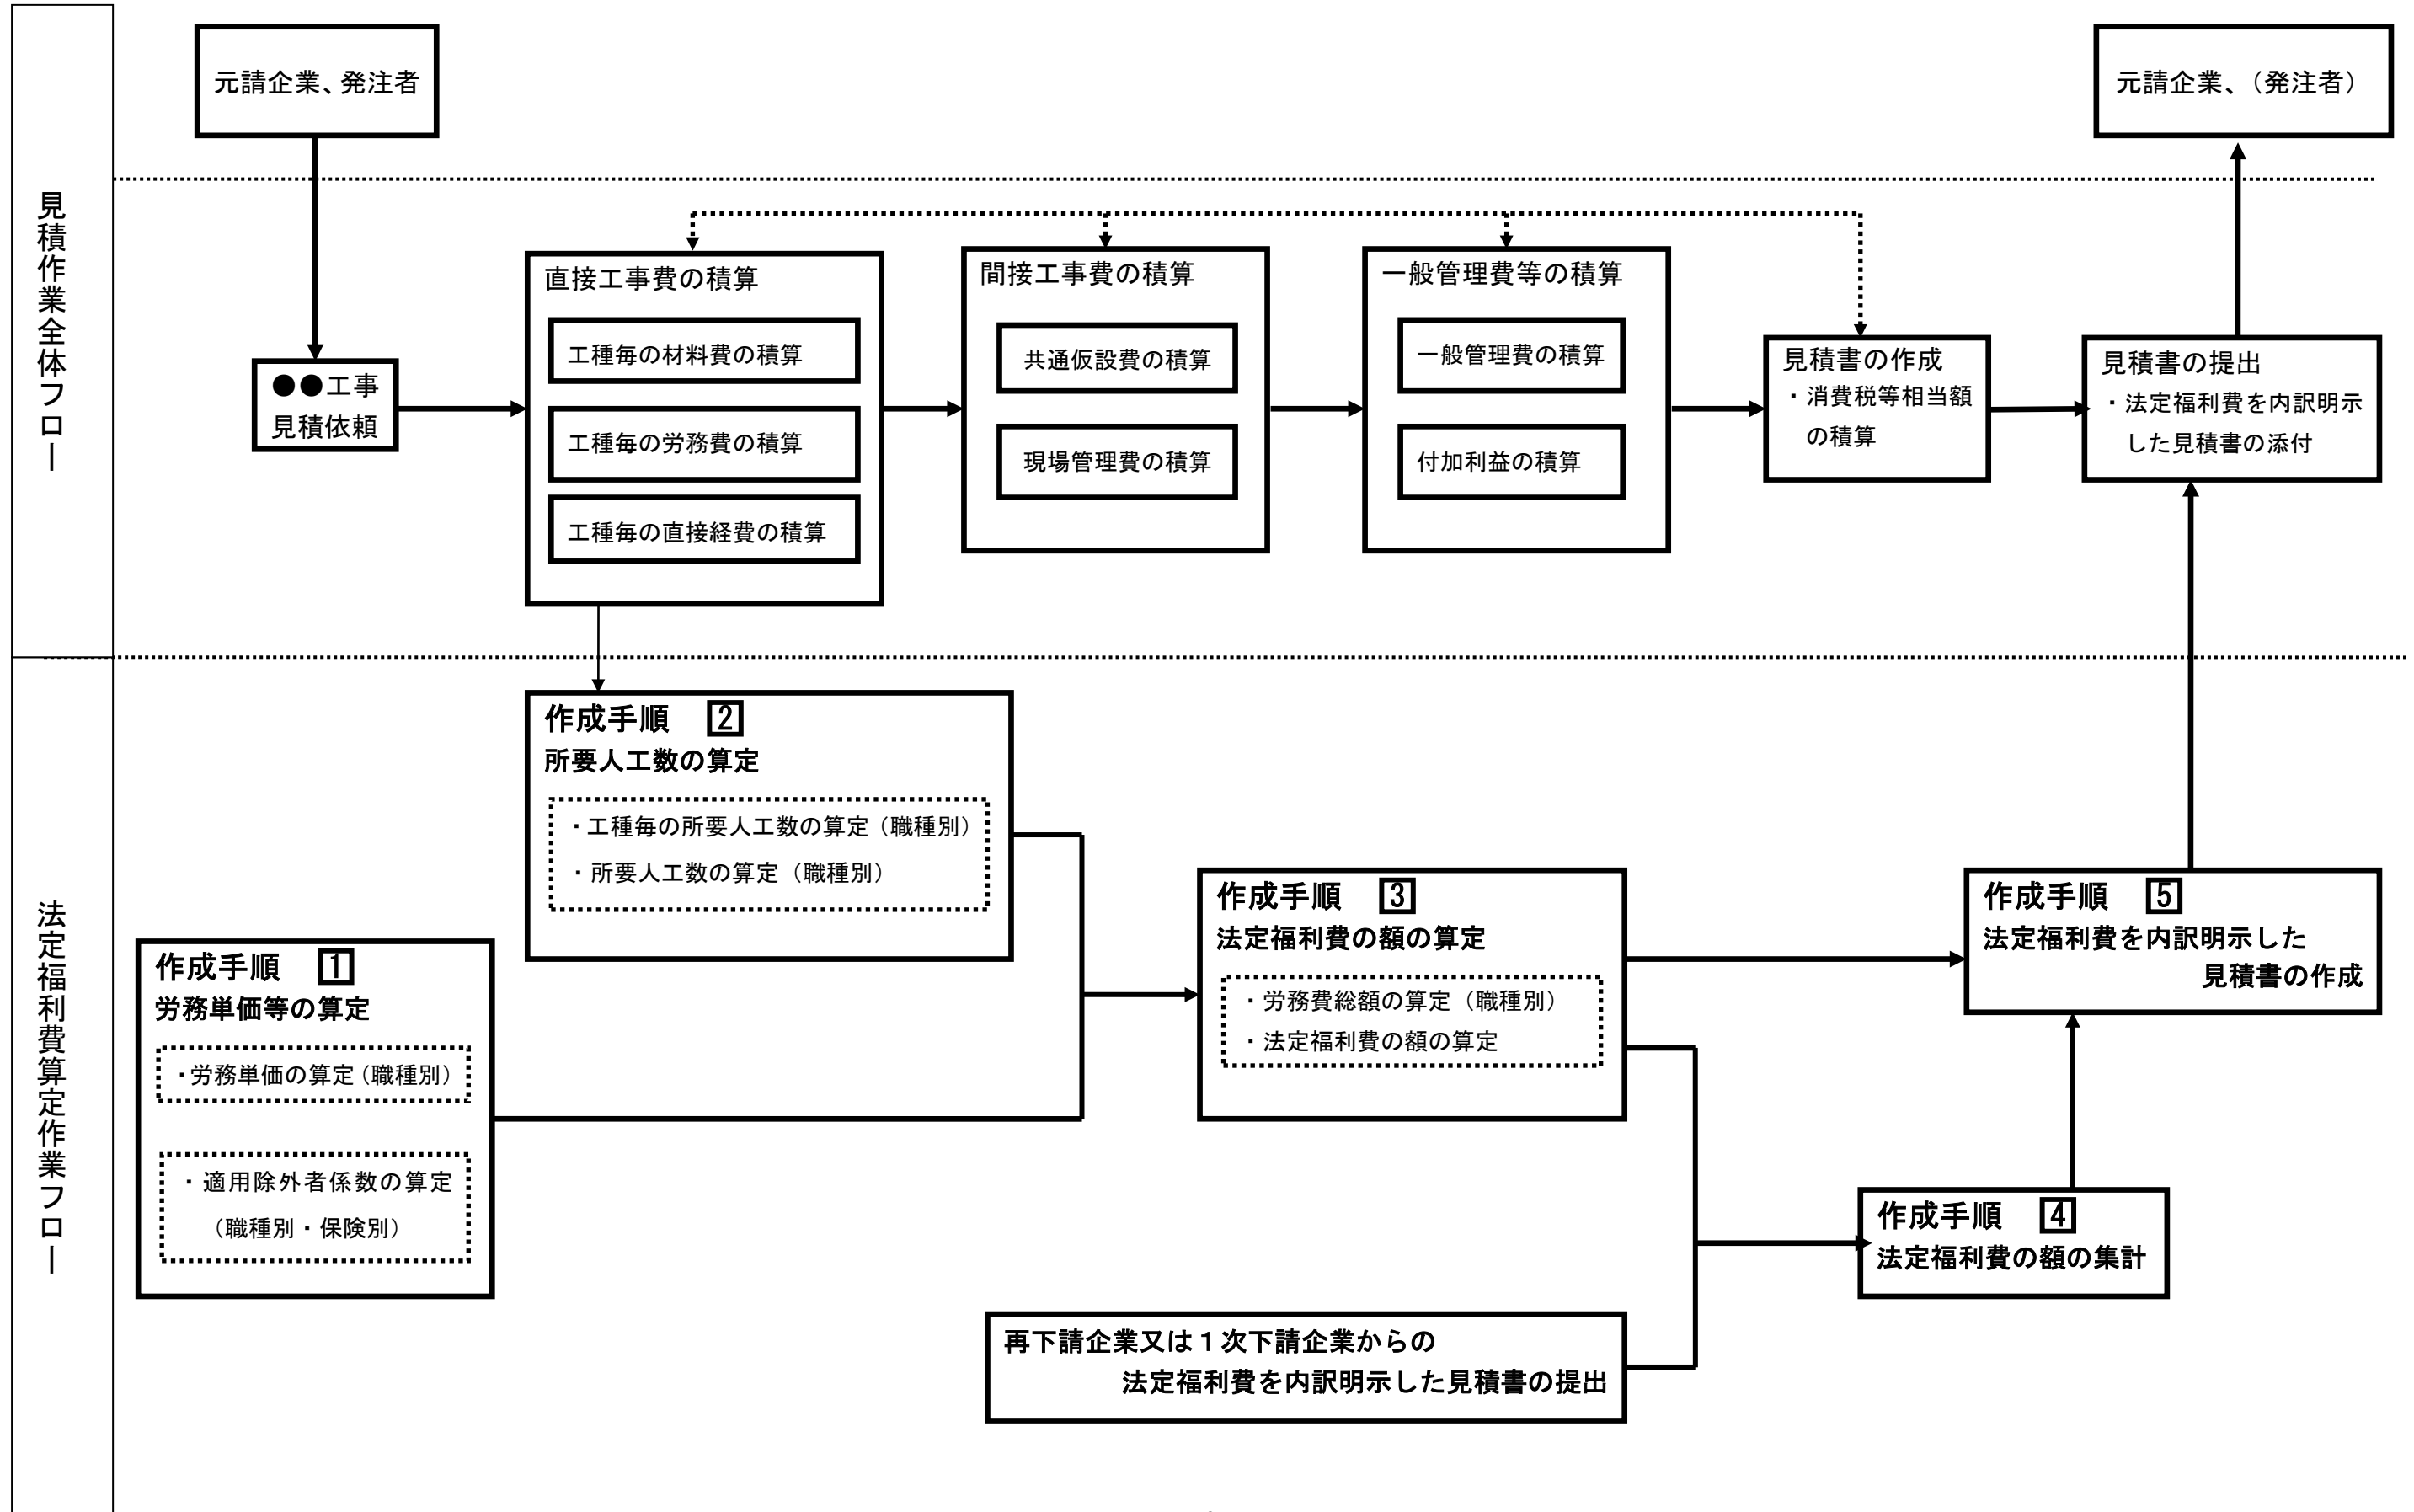 見積作業全体フロー
元請企業、発注者
元請企業、（発注者）
●●工事
見積依頼
直接工事費の積算
工種毎の材料費の積算
工種毎の労務費の積算
工種毎の直接経費の積算
間接工事費の積算
共通仮設費の積算
現場管理費の積算
一般管理費等の積算
一般管理費の積算
付加利益の積算
見積書の作成
・消費税等相当額
の積算
見積書の提出
・法定福利費を内訳明示
した見積書の添付
法定福利費算定作業フロー
作成手順　1
労務単価等の算定
・労務単価の算定（職種別）
・適用除外者係数の算定
（職種別・保険別）
作成手順　2
所要人工数の算定
・工種毎の所要人工数の算定（職種別）
・所要人工数の算定（職種別）
作成手順　3
法定福利費の額の算定
・労務費総額の算定（職種別）
・法定福利費の額の算定
再下請企業又は１次下請企業からの
法定福利費を内訳明示した見積書の提出
作成手順　4
法定福利費の額の集計
作成手順　5
法定福利費を内訳明示した
見積書の作成